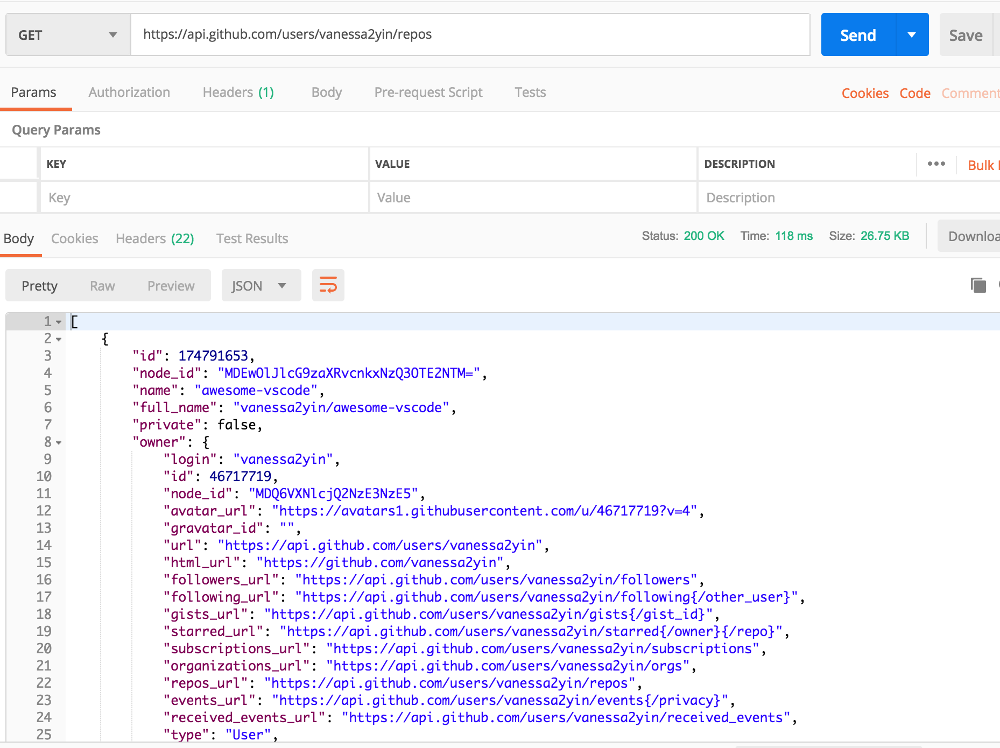 GET https://api.github.com/users/vanessa2yin/repos Send Save
Params Authorization Headers (1) Body Pre-request Script Tests Cookies Code Comment
Query Params
KEY VALUE DESCRIPTION ••• Bulk
Key Value Description
Body Cookies Headers (22) Test Results Status: 200 OK Time: 118 ms Size: 26.75 KB Downloa
Pretty Raw Preview JSON
1 [
2 {
3 "id": 174791653,
4 "node_id": "MDEwOlJlcG9zaXRvcnkxNzQ3OTE2NTM=",
5 "name": "awesome-vscode",
6 "full_name": "vanessa2yin/awesome-vscode",
7 "private": false,
8 "owner": {
9 "login": "vanessa2yin",
10 "id": 46717719,
11 "node_id": "MDQ6VXNlcjQ2NzE3NzE5",
12 "avatar_url": "https://avatars1.githubusercontent.com/u/46717719?v=4",
13 "gravatar_id": "",
14 "url": "https://api.github.com/users/vanessa2yin",
15 "html_url": "https://github.com/vanessa2yin",
16 "followers_url": "https://api.github.com/users/vanessa2yin/followers",
17 "following_url": "https://api.github.com/users/vanessa2yin/following{/other_user}",
18 "gists_url": "https://api.github.com/users/vanessa2yin/gists{/gist_id}",
19 "starred_url": "https://api.github.com/users/vanessa2yin/starred{/owner}{/repo}",
20 "subscriptions_url": "https://api.github.com/users/vanessa2yin/subscriptions",
21 "organizations_url": "https://api.github.com/users/vanessa2yin/orgs",
22 "repos_url": "https://api.github.com/users/vanessa2yin/repos",
23 "events_url": "https://api.github.com/users/vanessa2yin/events{/privacy}",
24 "received_events_url": "https://api.github.com/users/vanessa2yin/received_events",
25 "type": "User",